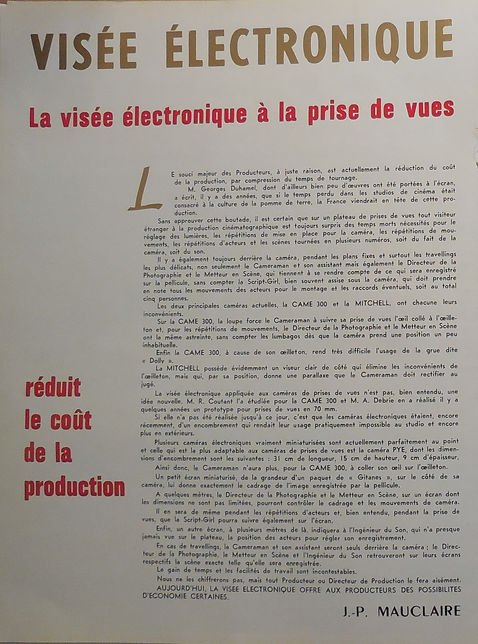 VISÉE ÉLECTRONIQUE
La visée électronique à la prise de vues
LE souci majeur des Producteurs, à juste raison, est actuellement la réduction du coût
de la production, par compression du temps de tournage.
M. Georges Duhamel, dont d'ailleurs bien peu d'œuvres ont été portées à l'écran,
a écrit, il y a des années, que si le temps perdu dans les studios de cinéma était
consacré à la culture de la pomme de terre, la France viendrait en tête de cette pro-
duction.
Sans approuver cette boutade, il est certain que sur un plateau de prises de vues tout visiteur
étranger à la production cinématographique est toujours surpris des temps morts nécessités pour le
réglage des lumières, les répétitions de mise en place pour la caméra, les répétitions de mou-
vements, les répétitions d'acteurs et les scènes tournées en plusieurs numéros, soit du fait de la
caméra, soit du son.
Il y a également toujours derrière la caméra, pendant les plans fixes et surtout les travellings
les plus délicats, non seulement le Cameraman et son assistant mais également le Directeur de la
Photographie et le Metteur en Scène, qui tiennent à se rendre compte de ce qui sera enregistré
sur la pellicule, sans compter la Script-Girl, bien souvent assise sous la caméra, qui doit prendre
en note tous les mouvements des acteurs pour le montage et les raccords éventuels, soit au total
cinq personnes.
Les deux principales caméras actuelles, la CAME 300 et la MITCHELL, ont chacune leurs
inconvénients.
Sur la CAME 300, la loupe force le Cameraman à suivre sa prise de vues l'œil collé à l'œille-
ton et, pour les répétitions de mouvements, le Directeur de la Photographie et le Metteur en Scène
ont la même astreinte, sans compter les lumbagos dès que la caméra prend une position un peu
inhabituelle.
Enfin la CAME 300, à cause de son œilleton, rend très difficile l'usage de la grue dite
« Dolly ».
La MITCHELL possède évidemment un viseur clair de côté qui élimine les inconvénients de
l'œilleton, mais qui, par sa position, donne une parallaxe que le Cameraman doit rectifier au
jugé.
La visée électronique appliquée aux caméras de prises de vues n'est pas, bien entendu, une
idée nouvelle. M. R. Coutant l'a étudiée pour la CAME 300 et M. A. Debrie en a réalisé il y a
quelques années un prototype pour prises de vues en 70 mm.
Si elle n'a pas été réalisée jusqu'à ce jour, c'est que les caméras électroniques étaient, encore
récemment, d'un encombrement qui rendait leur usage pratiquement impossible au studio et encore
plus en extérieurs.
Plusieurs caméras électroniques vraiment miniaturisées sont actuellement parfaitement au point
et celle qui est la plus adaptable aux caméras de prises de vues est la caméra PYE, dont les dimen-
sions d'encombrement sont les suivantes : 31 cm de longueur, 15 cm de hauteur, 9 cm d'épaisseur,
Ainsi donc, le Cameraman n'aura plus, pour la CAME 300, à coller son œil sur l'œilleton.
Un petit écran miniaturisé, de la grandeur d'un paquet de « Gitanes », sur le côté de sa
caméra, lui donne exactement le cadrage de l'image enregistrée par la pellicule.
A quelques mètres, le Directeur de la Photographie et le Metteur en Scène, sur un écran dont
les dimensions ne sont pas limitées, pourront contrôler le cadrage et les mouvements de caméra.
Il en sera de même pendant les répétitions d'acteurs et, bien entendu, pendant la prise de
vues, que la Script-Girl pourra suivre également sur l'écran.
Enfin, un autre écran, à plusieurs mètres de là, indiquera à l'Ingénieur du Son, qui n'a presque
jamais vue sur le plateau, la position des acteurs pour régler son enregistrement.
En cas de travellings, le Cameraman et son assistant seront seuls derrière la caméra ; le Direc-
teur de la Photographie, le Metteur en Scène et l'Ingénieur du Son retrouveront sur leurs écrans
respectifs la scène exacte telle qu'elle sera enregistrée.
Le gain de temps et les facilités de travail sont incontestables.
Nous ne les chiffrerons pas, mais tout Producteur ou Directeur de Production le fera aisément.
AUJOURD'HUI, LA VISEE ELECTRONIQUE OFFRE AUX PRODUCTEURS DES POSSIBILITES
D'ECONOMIE CERTAINES.
J.-P. MAUCLAIRE
réduit
le coût
de la
production